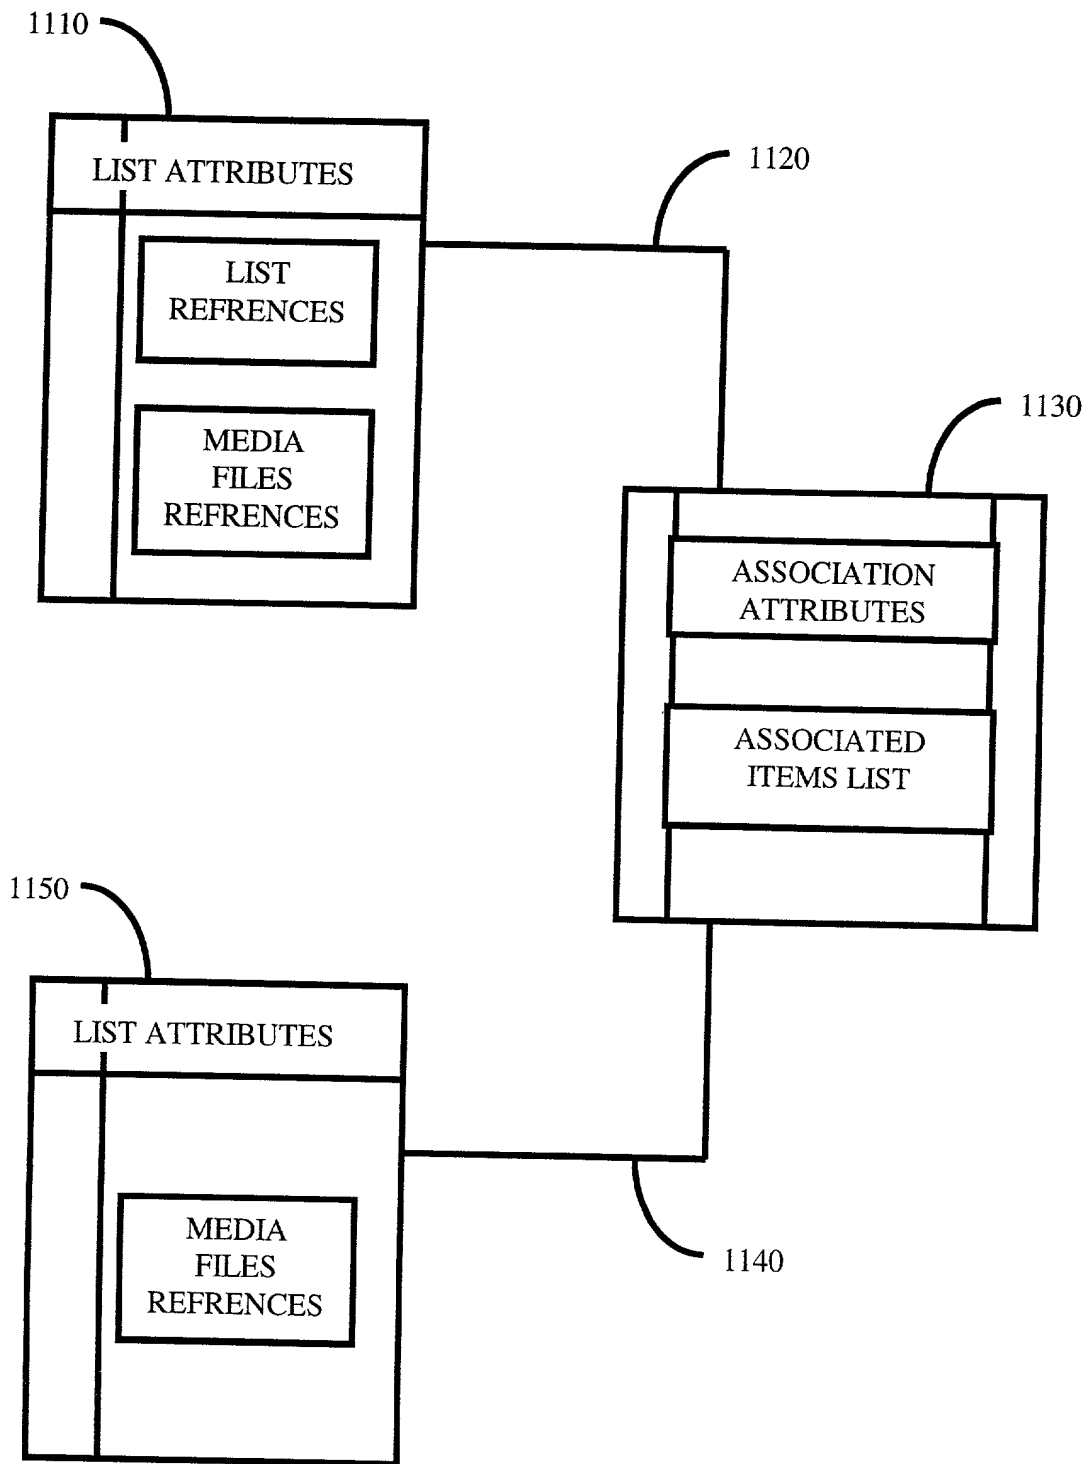 1110
LIST ATTRIBUTES
1120
LIST
REFRENCES
MEDIA
FILES
REFRENCES
1130
ASSOCIATION
ATTRIBUTES
ASSOCIATED
ITEMS LIST
1150
LIST ATTRIBUTES
MEDIA
FILES
REFRENCES
1140